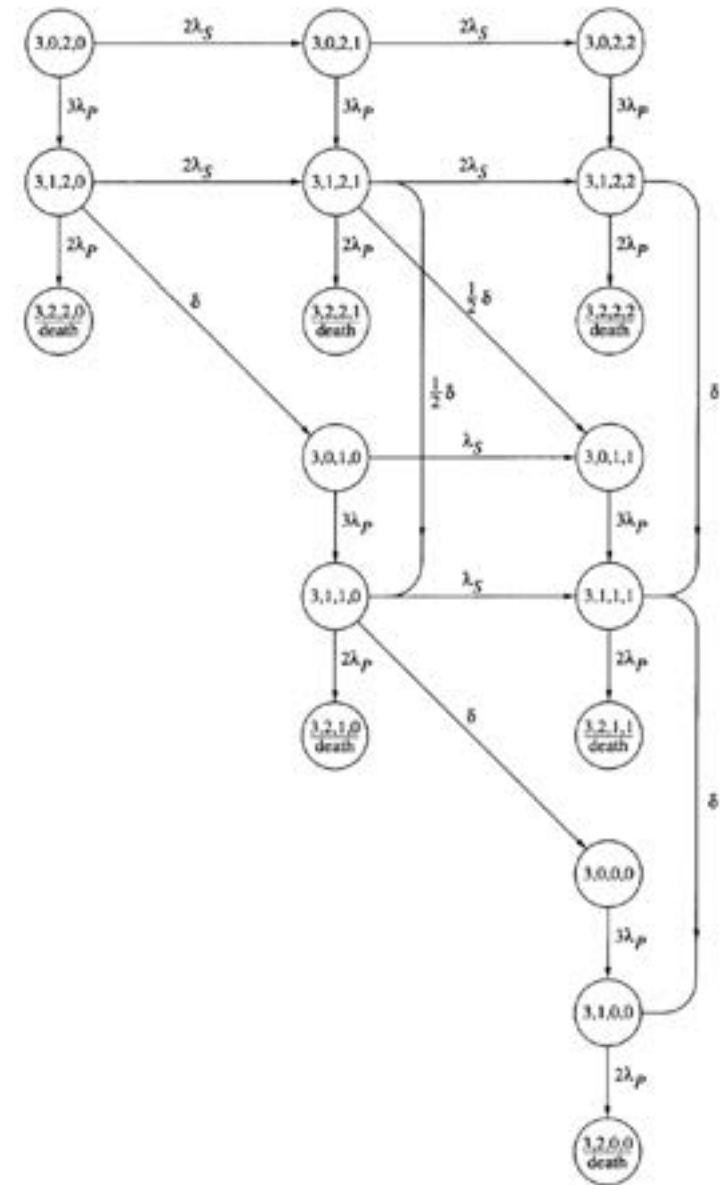 2λS 2λS
3,0,2,0 3,0,2,1 3,0,2,2
3λP 3λP 3λP
2λS 2λS
3,1,2,0 3,1,2,1 3,1,2,2
2λP 2λP 2λP
δ ½δ
3,2,2,0 3,2,2,1 3,2,2,2
death death death
½δ δ
λS
3,0,1,0 3,0,1,1
3λP 3λP
λS
3,1,1,0 3,1,1,1
2λP 2λP
δ
3,2,1,0 3,2,1,1
death death
δ
3,0,0,0
3λP
3,1,0,0
2λP
3,2,0,0
death